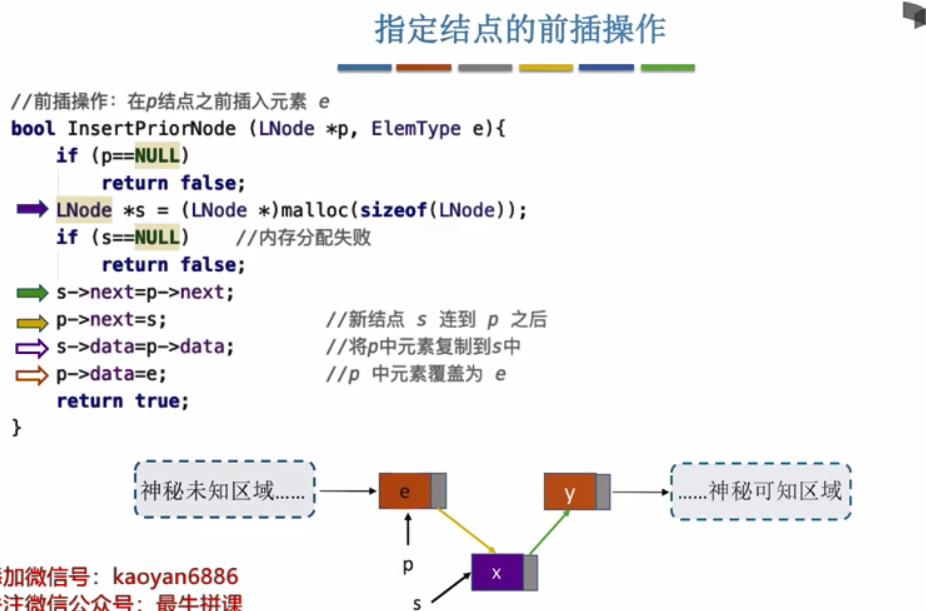 指定结点的前插操作
//前插操作：在p结点之前插入元素 e
bool InsertPriorNode (LNode *p, ElemType e){
if (p==NULL)
return false;
LNode *s = (LNode *)malloc(sizeof(LNode));
if (s==NULL) //内存分配失败
return false;
s->next=p->next;
p->next=s; //新结点 s 连到 p 之后
s->data=p->data; //将p中元素复制到s中
p->data=e; //p 中元素覆盖为 e
return true;
}
神秘未知区域...... e y ......神秘可知区域
p
x
s
加微信号：kaoyan6886
注微信公众号：最牛拼课